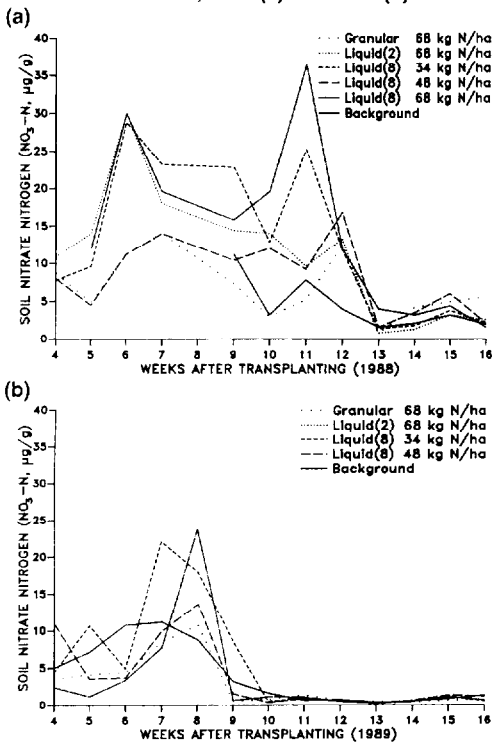 (a)
SOIL NITRATE NITROGEN (NO₃-N, µg/g)
40
35
30
25
20
15
10
5
0
Granular 68 kg N/ha
Liquid(2) 68 kg N/ha
Liquid(8) 34 kg N/ha
Liquid(8) 48 kg N/ha
Liquid(8) 68 kg N/ha
Background
4 5 6 7 8 9 10 11 12 13 14 15 16
WEEKS AFTER TRANSPLANTING (1988)
(b)
SOIL NITRATE NITROGEN (NO₃-N, µg/g)
40
35
30
25
20
15
10
5
0
Granular 68 kg N/ha
Liquid(2) 68 kg N/ha
Liquid(8) 34 kg N/ha
Liquid(8) 48 kg N/ha
Background
4 5 6 7 8 9 10 11 12 13 14 15 16
WEEKS AFTER TRANSPLANTING (1989)